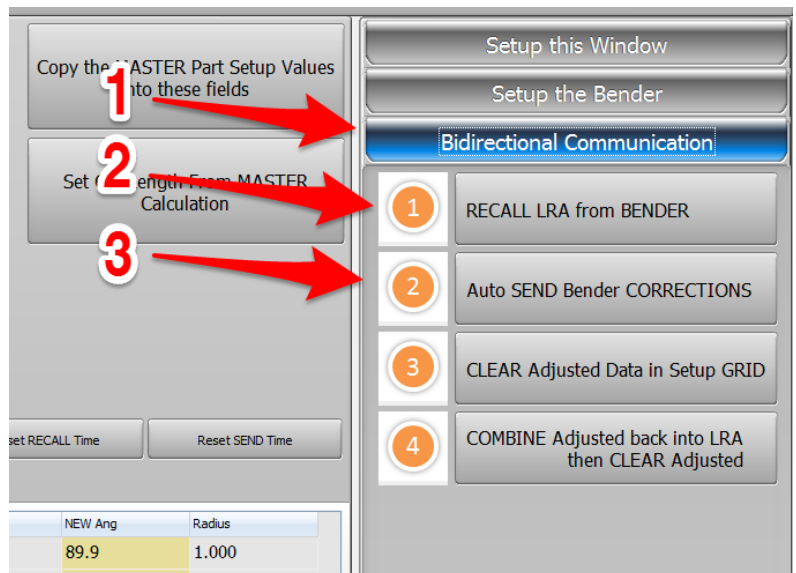 Copy the MASTER Part Setup Values
these fields
1
2
Set Length From MASTER
Calculation
3
Reset SEND Time
set RECALL Time
NEW Ang
Radius
89.9
1.000
Setup this Window
Setup the Bender
Bidirectional Communication
1
RECALL LRA from BENDER
2
Auto SEND Bender CORRECTIONS
3
CLEAR Adjusted Data in Setup GRID
4
COMBINE Adjusted back into LRA
then CLEAR Adjusted